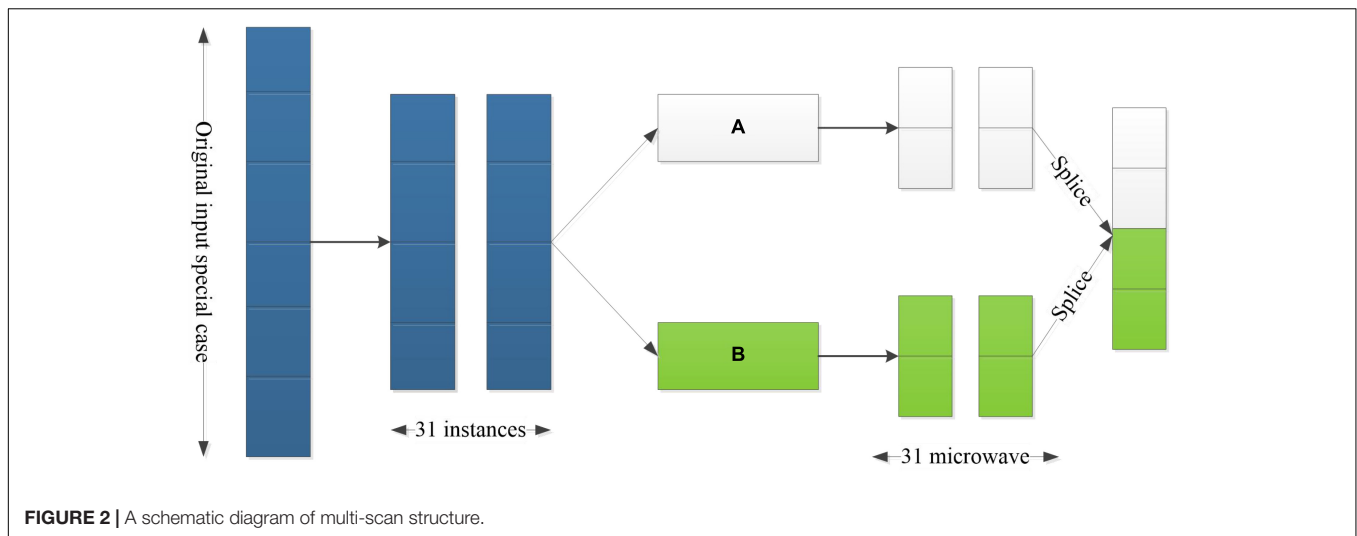 Original input special case
31 instances
A
B
31 microwave
Splice
Splice
FIGURE 2 | A schematic diagram of multi-scan structure.